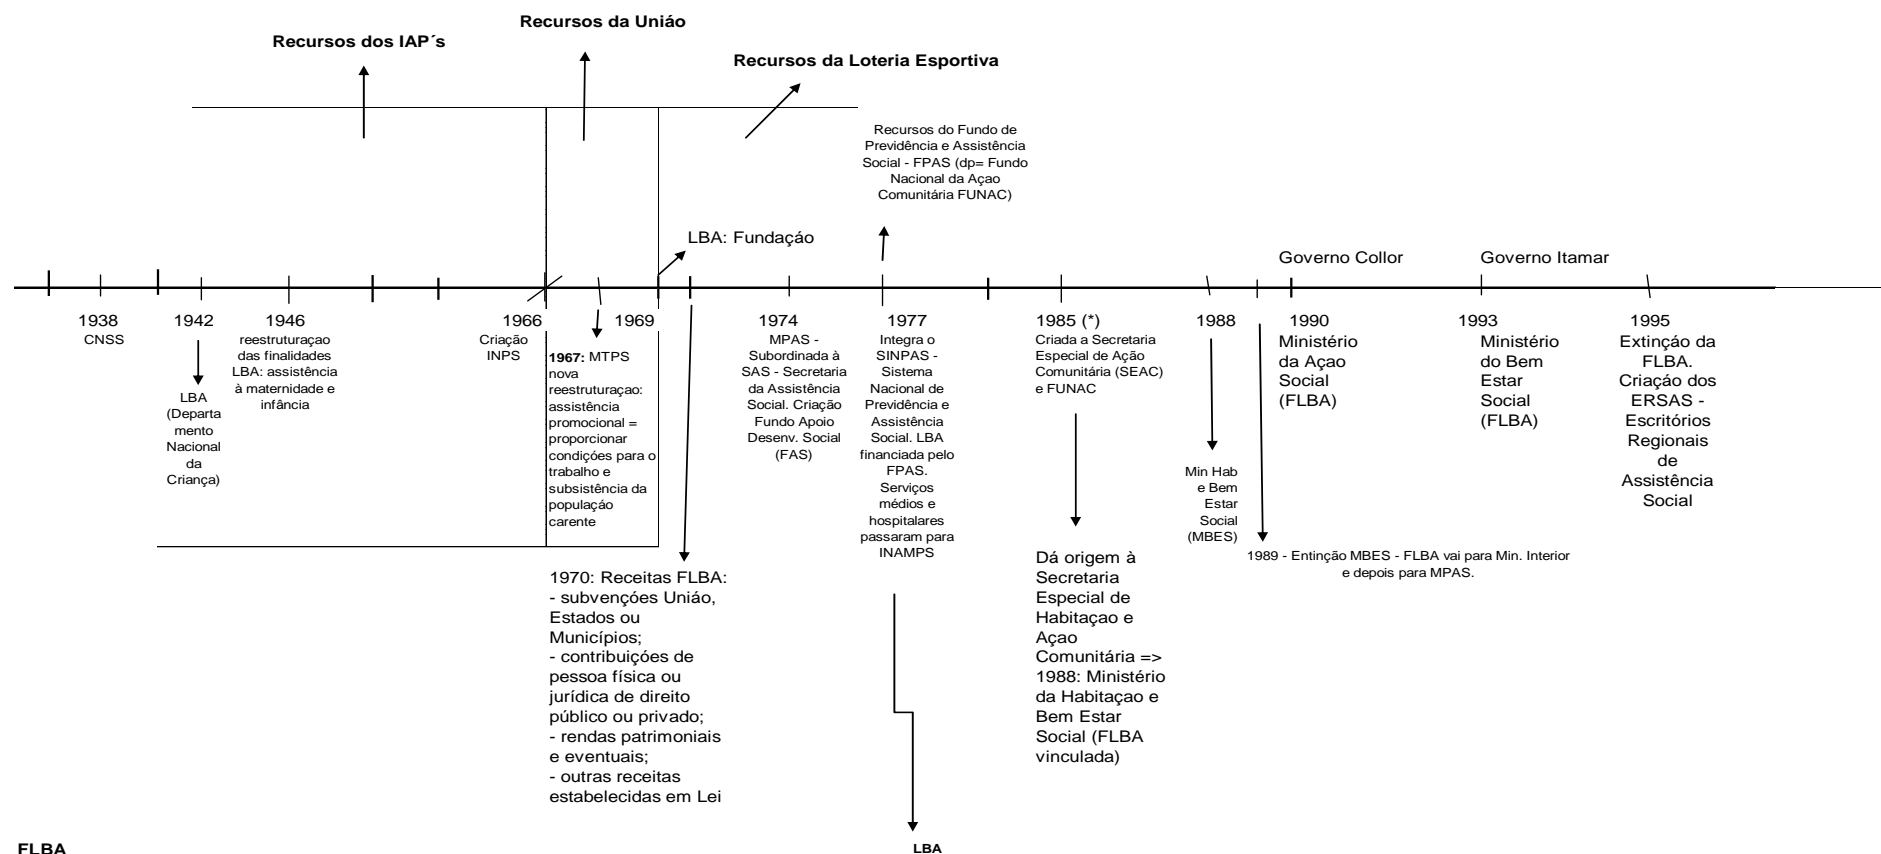 Recursos da Uniáo
Recursos dos IAP´s
Recursos da Loteria Esportiva
Recursos do Fundo de
Previdência e Assistência
Social - FPAS (dp= Fundo
Nacional da Açao
Comunitária FUNAC)
LBA: Fundaçáo
Governo Collor
Governo Itamar
1938
CNSS
1942
LBA
(Departa
mento
Nacional
da
Criança)
1946
reestruturaçao
das finalidades
LBA: assistência
à maternidade e
infância
1966
Criação
INPS
1967: MTPS
nova
reestruturaçao:
assistência
promocional =
proporcionar
condições para o
trabalho e
subsistência da
populaçáo
carente
1969
1970: Receitas FLBA:
- subvençóes Uniáo,
Estados ou
Municípios;
- contribuiçóes de
pessoa física ou
jurídica de direito
público ou privado;
- rendas patrimoniais
e eventuais;
- outras receitas
estabelecidas em Lei
1974
MPAS -
Subordinada à
SAS - Secretaria
da Assistência
Social. Criação
Fundo Apoio
Desenv. Social
(FAS)
1977
Integra o
SINPAS -
Sistema
Nacional de
Previdência e
Assistência
Social. LBA
financiada pelo
FPAS.
Serviços
médios e
hospitalares
passaram para
INAMPS
1985 (*)
Criada a Secretaria
Especial de Ação
Comunitária (SEAC)
e FUNAC
Dá origem à
Secretaria
Especial de
Habitaçao e
Açao
Comunitária =>
1988: Ministério
da Habitaçao e
Bem Estar
Social (FLBA
vinculada)
1988
Min Hab
e Bem
Estar
Social
(MBES)
1989 - Entinção MBES - FLBA vai para Min. Interior
e depois para MPAS.
1990
Ministério
da Açao
Social
(FLBA)
1993
Ministério
do Bem
Estar
Social
(FLBA)
1995
Extinçáo da
FLBA.
Criaçáo dos
ERSAS -
Escritórios
Regionais
de
Assistência
Social
FLBA
LBA